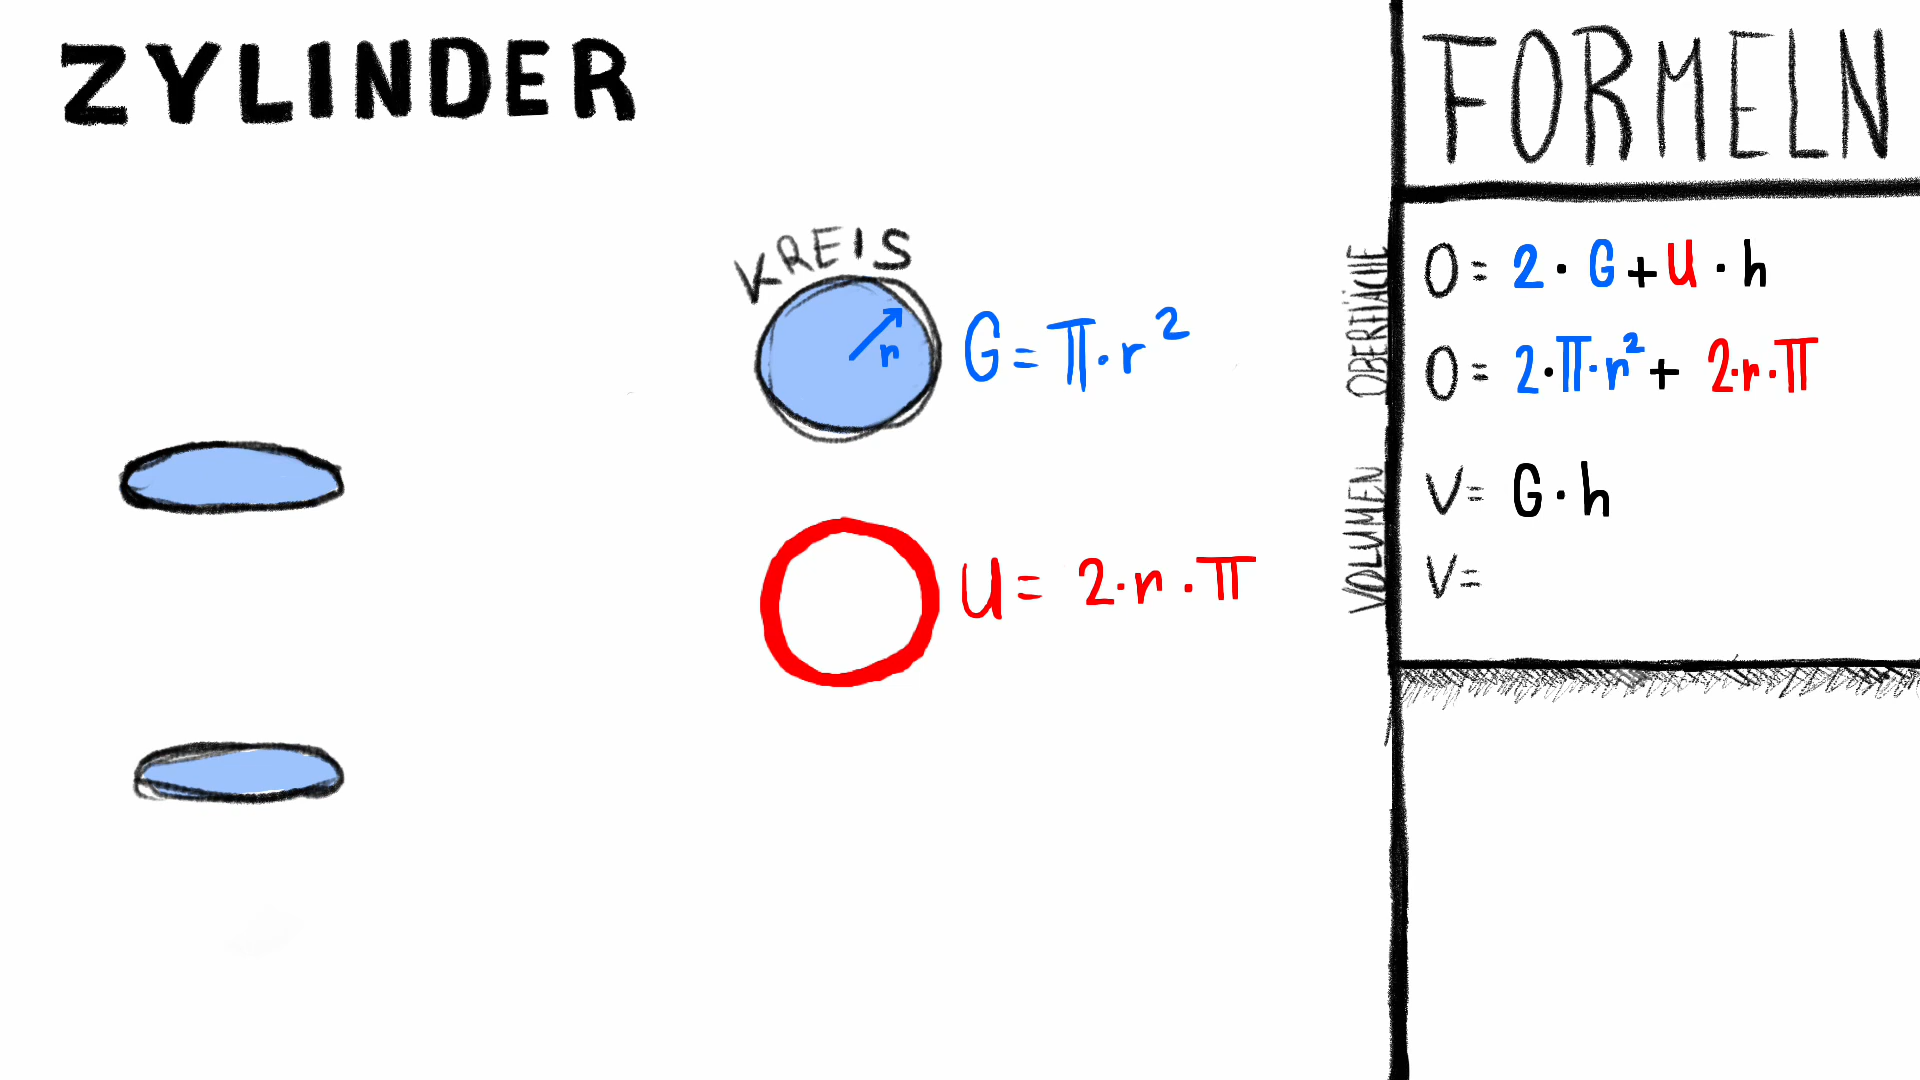 ZYLINDER
KREIS
r
G = π · r²
U = 2 · r · π
FORMELN
OBERFLÄCHE
O = 2 · G + U · h
O = 2 · π · r² + 2 · r · π
VOLUMEN
V = G · h
V =